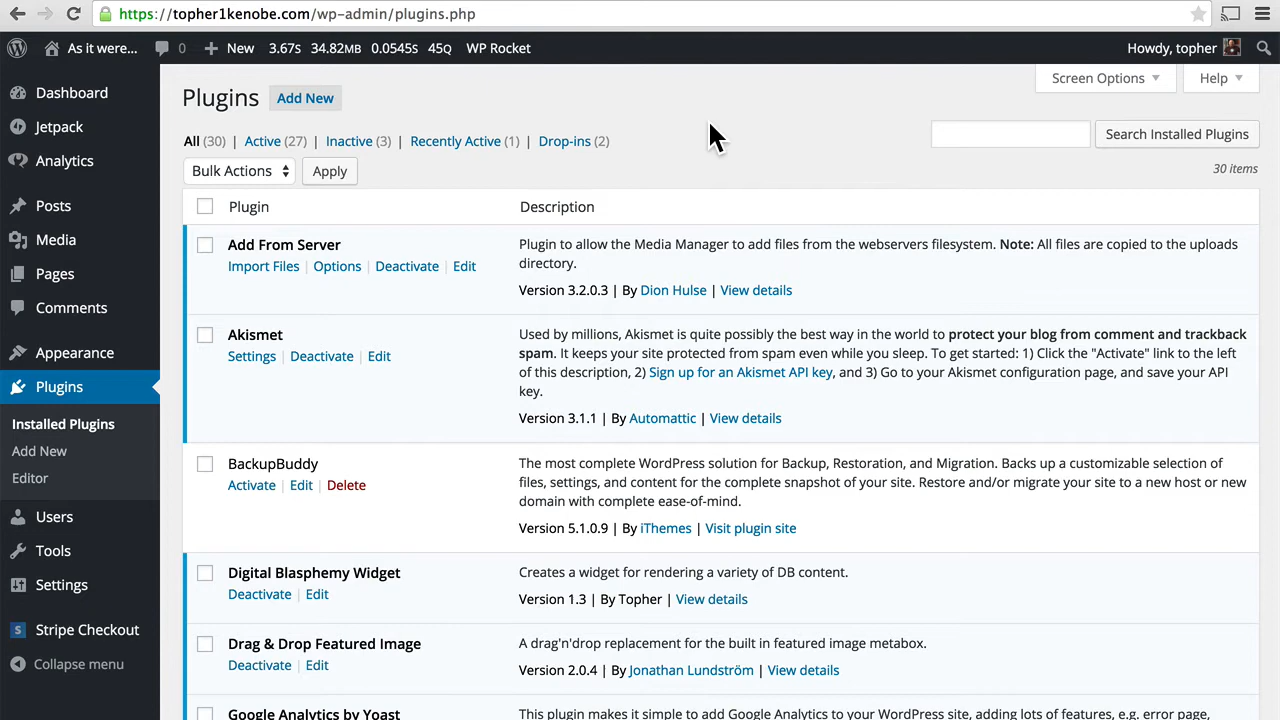 https://topher1kenobe.com/wp-admin/plugins.php
As it were... 0 New 3.67s 34.82MB 0.0545s 45Q WP Rocket Howdy, topher
Screen Options Help
Dashboard
Jetpack
Analytics
Posts
Media
Pages
Comments
Appearance
Plugins
Installed Plugins
Add New
Editor
Users
Tools
Settings
S Stripe Checkout
Collapse menu
Plugins Add New
All (30) | Active (27) | Inactive (3) | Recently Active (1) | Drop-ins (2)
Search Installed Plugins
Bulk Actions Apply
30 items
Plugin Description
Add From Server
Import Files | Options | Deactivate | Edit
Plugin to allow the Media Manager to add files from the webservers filesystem. Note: All files are copied to the uploads
directory.
Version 3.2.0.3 | By Dion Hulse | View details
Akismet
Settings | Deactivate | Edit
Used by millions, Akismet is quite possibly the best way in the world to protect your blog from comment and trackback
spam. It keeps your site protected from spam even while you sleep. To get started: 1) Click the "Activate" link to the left
of this description, 2) Sign up for an Akismet API key, and 3) Go to your Akismet configuration page, and save your API
key.
Version 3.1.1 | By Automattic | View details
BackupBuddy
Activate | Edit | Delete
The most complete WordPress solution for Backup, Restoration, and Migration. Backs up a customizable selection of
files, settings, and content for the complete snapshot of your site. Restore and/or migrate your site to a new host or new
domain with complete ease-of-mind.
Version 5.1.0.9 | By iThemes | Visit plugin site
Digital Blasphemy Widget
Deactivate | Edit
Creates a widget for rendering a variety of DB content.
Version 1.3 | By Topher | View details
Drag & Drop Featured Image
Deactivate | Edit
A drag'n'drop replacement for the built in featured image metabox.
Version 2.0.4 | By Jonathan Lundström | View details
Google Analytics by Yoast
This plugin makes it simple to add Google Analytics to your WordPress site, adding lots of features, e.g. error page,